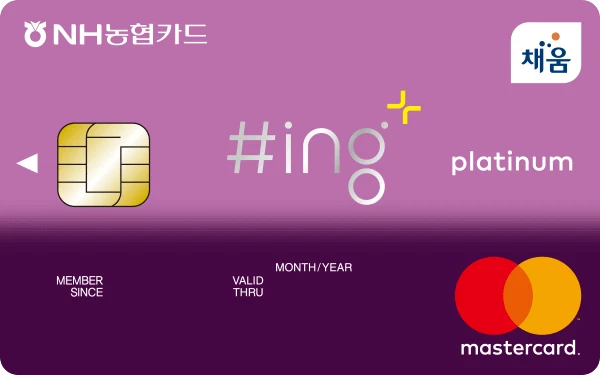 NH농협카드
채움
#ing+
platinum
MONTH/YEAR
MEMBER SINCE
VALID THRU
mastercard.